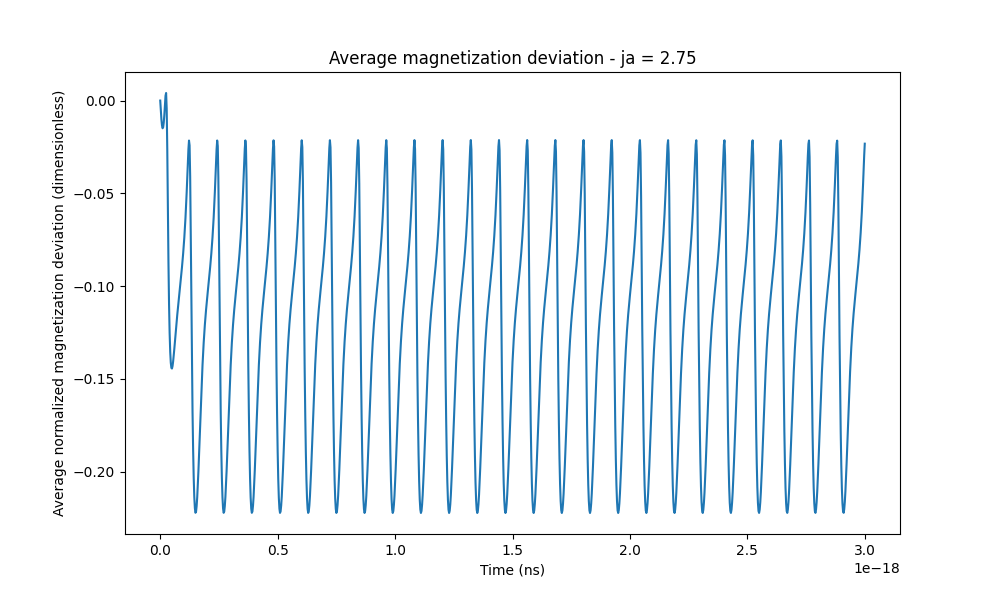 Average magnetization deviation - ja = 2.75
Average normalized magnetization deviation (dimensionless)
0.00
−0.05
−0.10
−0.15
−0.20
0.0 0.5 1.0 1.5 2.0 2.5 3.0
1e−18
Time (ns)